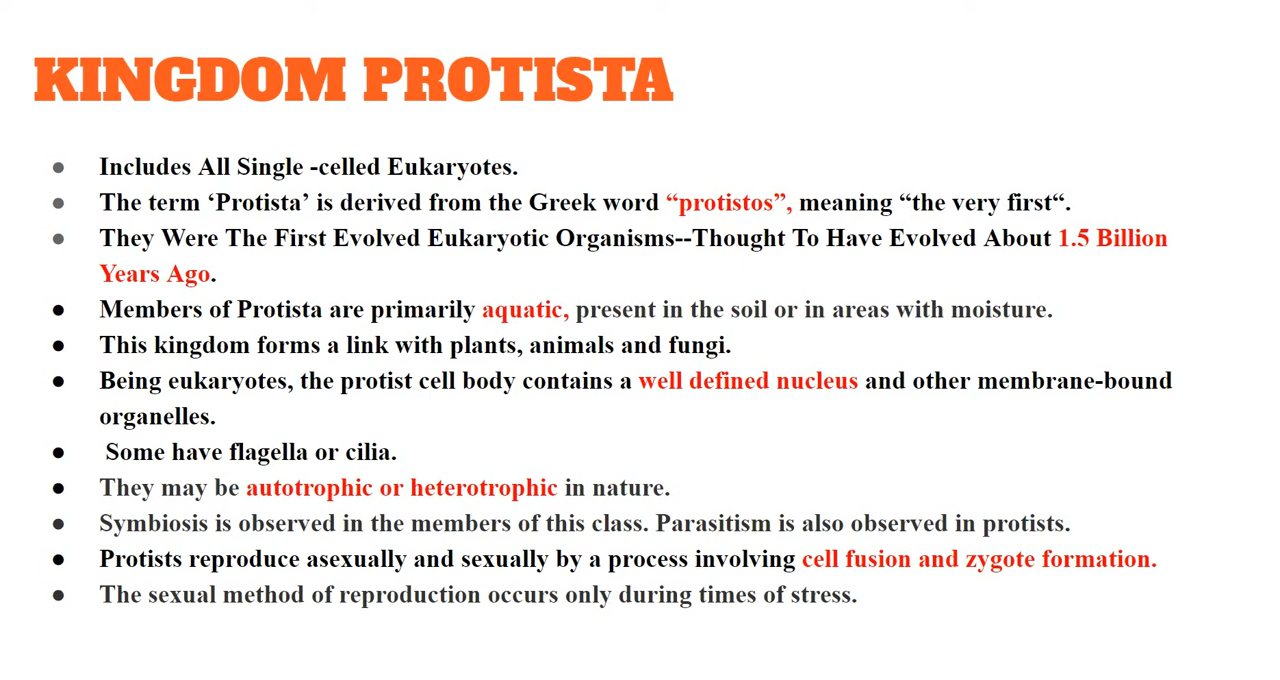 KINGDOM PROTISTA
● Includes All Single -celled Eukaryotes.
● The term ‘Protista’ is derived from the Greek word “protistos”, meaning “the very first“.
● They Were The First Evolved Eukaryotic Organisms--Thought To Have Evolved About 1.5 Billion
Years Ago.
● Members of Protista are primarily aquatic, present in the soil or in areas with moisture.
● This kingdom forms a link with plants, animals and fungi.
● Being eukaryotes, the protist cell body contains a well defined nucleus and other membrane-bound
organelles.
● Some have flagella or cilia.
● They may be autotrophic or heterotrophic in nature.
● Symbiosis is observed in the members of this class. Parasitism is also observed in protists.
● Protists reproduce asexually and sexually by a process involving cell fusion and zygote formation.
● The sexual method of reproduction occurs only during times of stress.